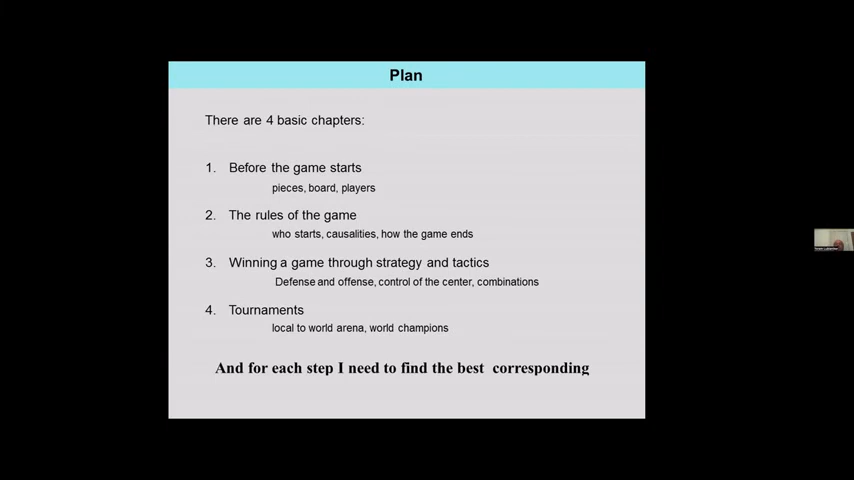 Plan
There are 4 basic chapters:
1. Before the game starts
pieces, board, players
2. The rules of the game
who starts, causalities, how the game ends
3. Winning a game through strategy and tactics
Defense and offense, control of the center, combinations
4. Tournaments
local to world arena, world champions
And for each step I need to find the best corresponding